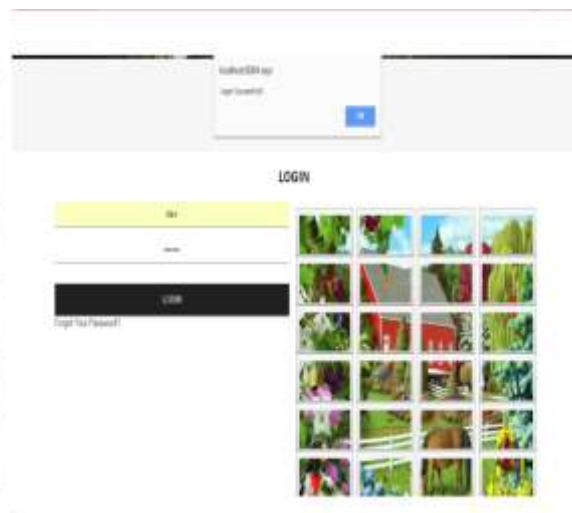 localhost:8084 says
Login Successful!
OK
LOGIN
LOGIN
Forgot Your Password?